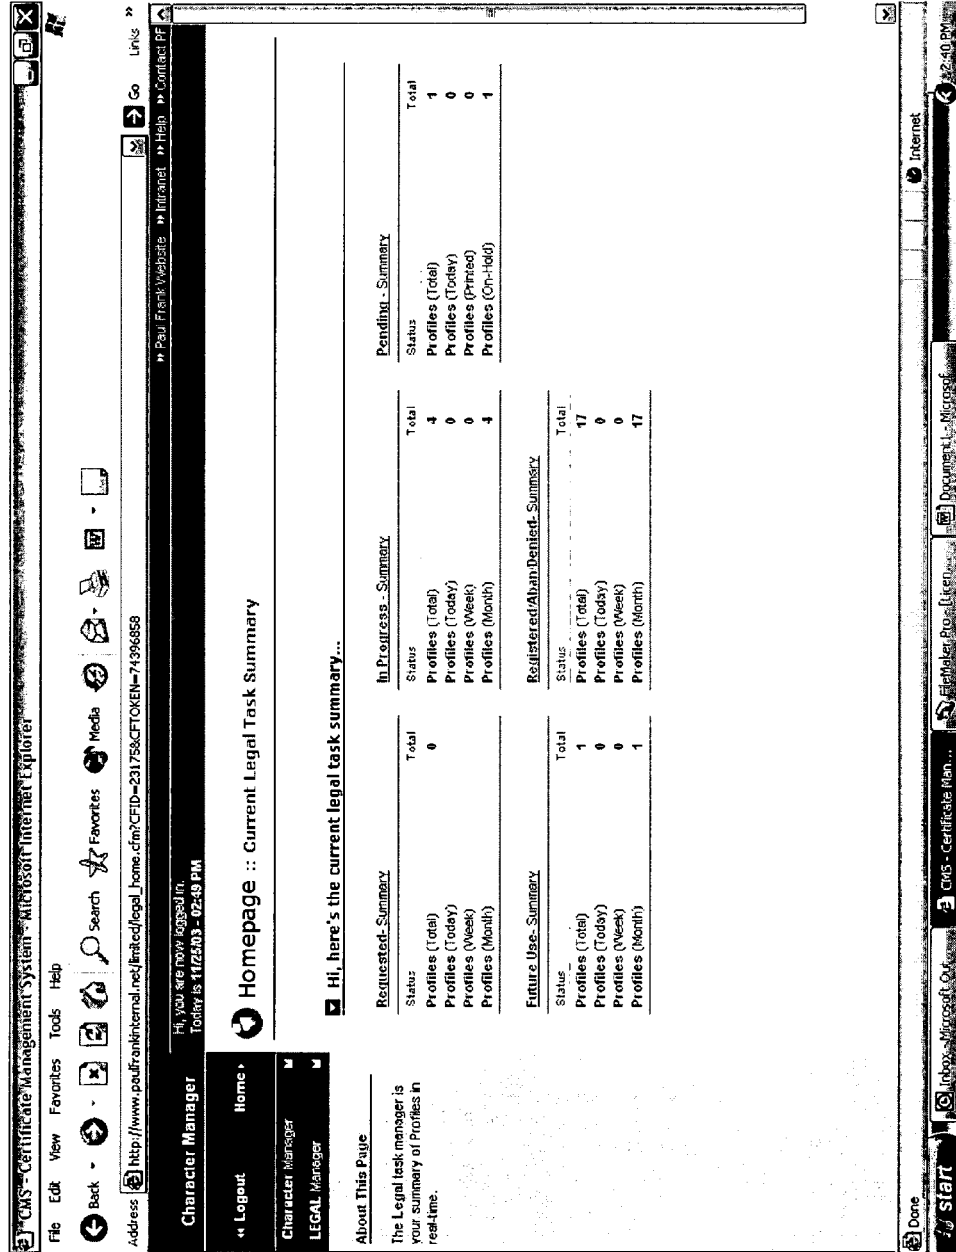 CMS - Certificate Management System - Microsoft Internet Explorer
File Edit View Favorites Tools Help
Back Search Favorites Media
Address http://www.paulfrankinternal.net/limited/legal_home.cfm?CFID=23175&CFTOKEN=74396858 Go Links »
›› Paul Frank Website ›› Intranet ›› Help ›› Contact PF
Character Manager
Hi, you are now logged in.
Today is 11/25/03 - 02:49 PM
‹‹ Logout Home ›
Character Manager
LEGAL Manager
About This Page
The Legal task manager is
your summary of Profiles in
real-time.
Homepage :: Current Legal Task Summary
Hi, here's the current legal task summary...
Requested- Summary
Status Total
Profiles (Total) 0
Profiles (Today)
Profiles (Week)
Profiles (Month)
In Progress - Summary
Status Total
Profiles (Total) 4
Profiles (Today) 0
Profiles (Week) 0
Profiles (Month) 4
Pending - Summary
Status Total
Profiles (Total) 1
Profiles (Today) 0
Profiles (Printed) 0
Profiles (On-Hold) 1
Future Use- Summary
Status Total
Profiles (Total) 1
Profiles (Today) 0
Profiles (Week) 0
Profiles (Month) 1
Registered/Aban/Denied- Summary
Status Total
Profiles (Total) 17
Profiles (Today) 0
Profiles (Week) 0
Profiles (Month) 17
Done Internet
start Inbox - Microsoft Out... CMS - Certificate Man... FileMaker Pro - [Licen... Document1 - Microsof... 2:40 PM